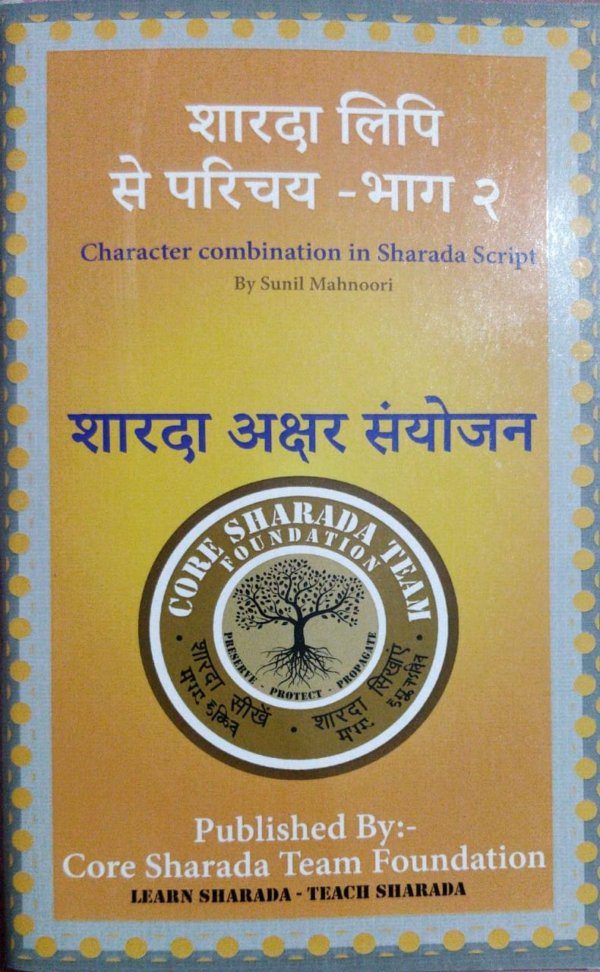 शारदा लिपि
से परिचय -भाग २
Character combination in Sharada Script
By Sunil Mahnoori
शारदा अक्षर संयोजन
CORE SHARADA TEAM
FOUNDATION
PRESERVE - PROTECT - PROPAGATE
शारदा सीखें
शारदा सिखाएं
Published By:-
Core Sharada Team Foundation
LEARN SHARADA - TEACH SHARADA